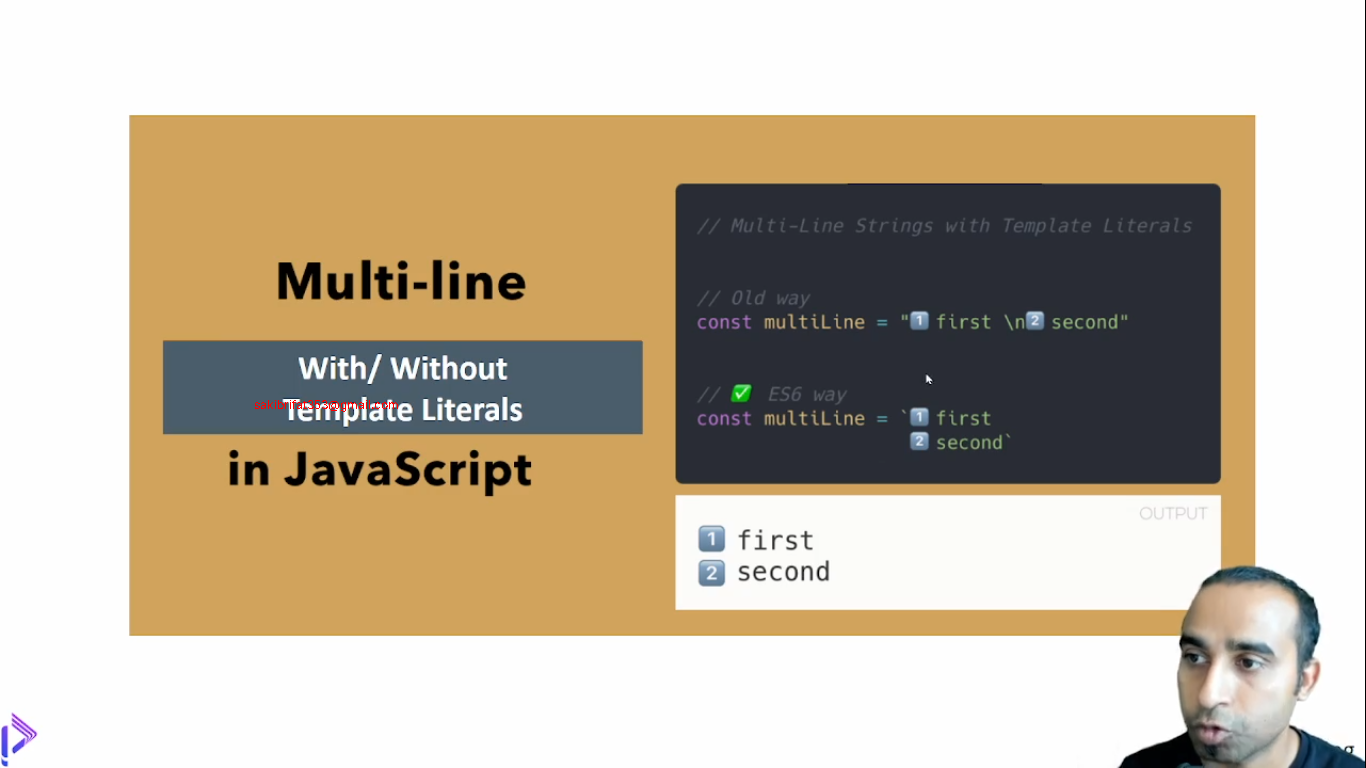 Multi-line
With/ Without
Template Literals
in JavaScript
// Multi-Line Strings with Template Literals
// Old way
const multiLine = "1️⃣ first \n2️⃣ second"
// ✅ ES6 way
const multiLine = `1️⃣ first
2️⃣ second`
OUTPUT
1️⃣ first
2️⃣ second